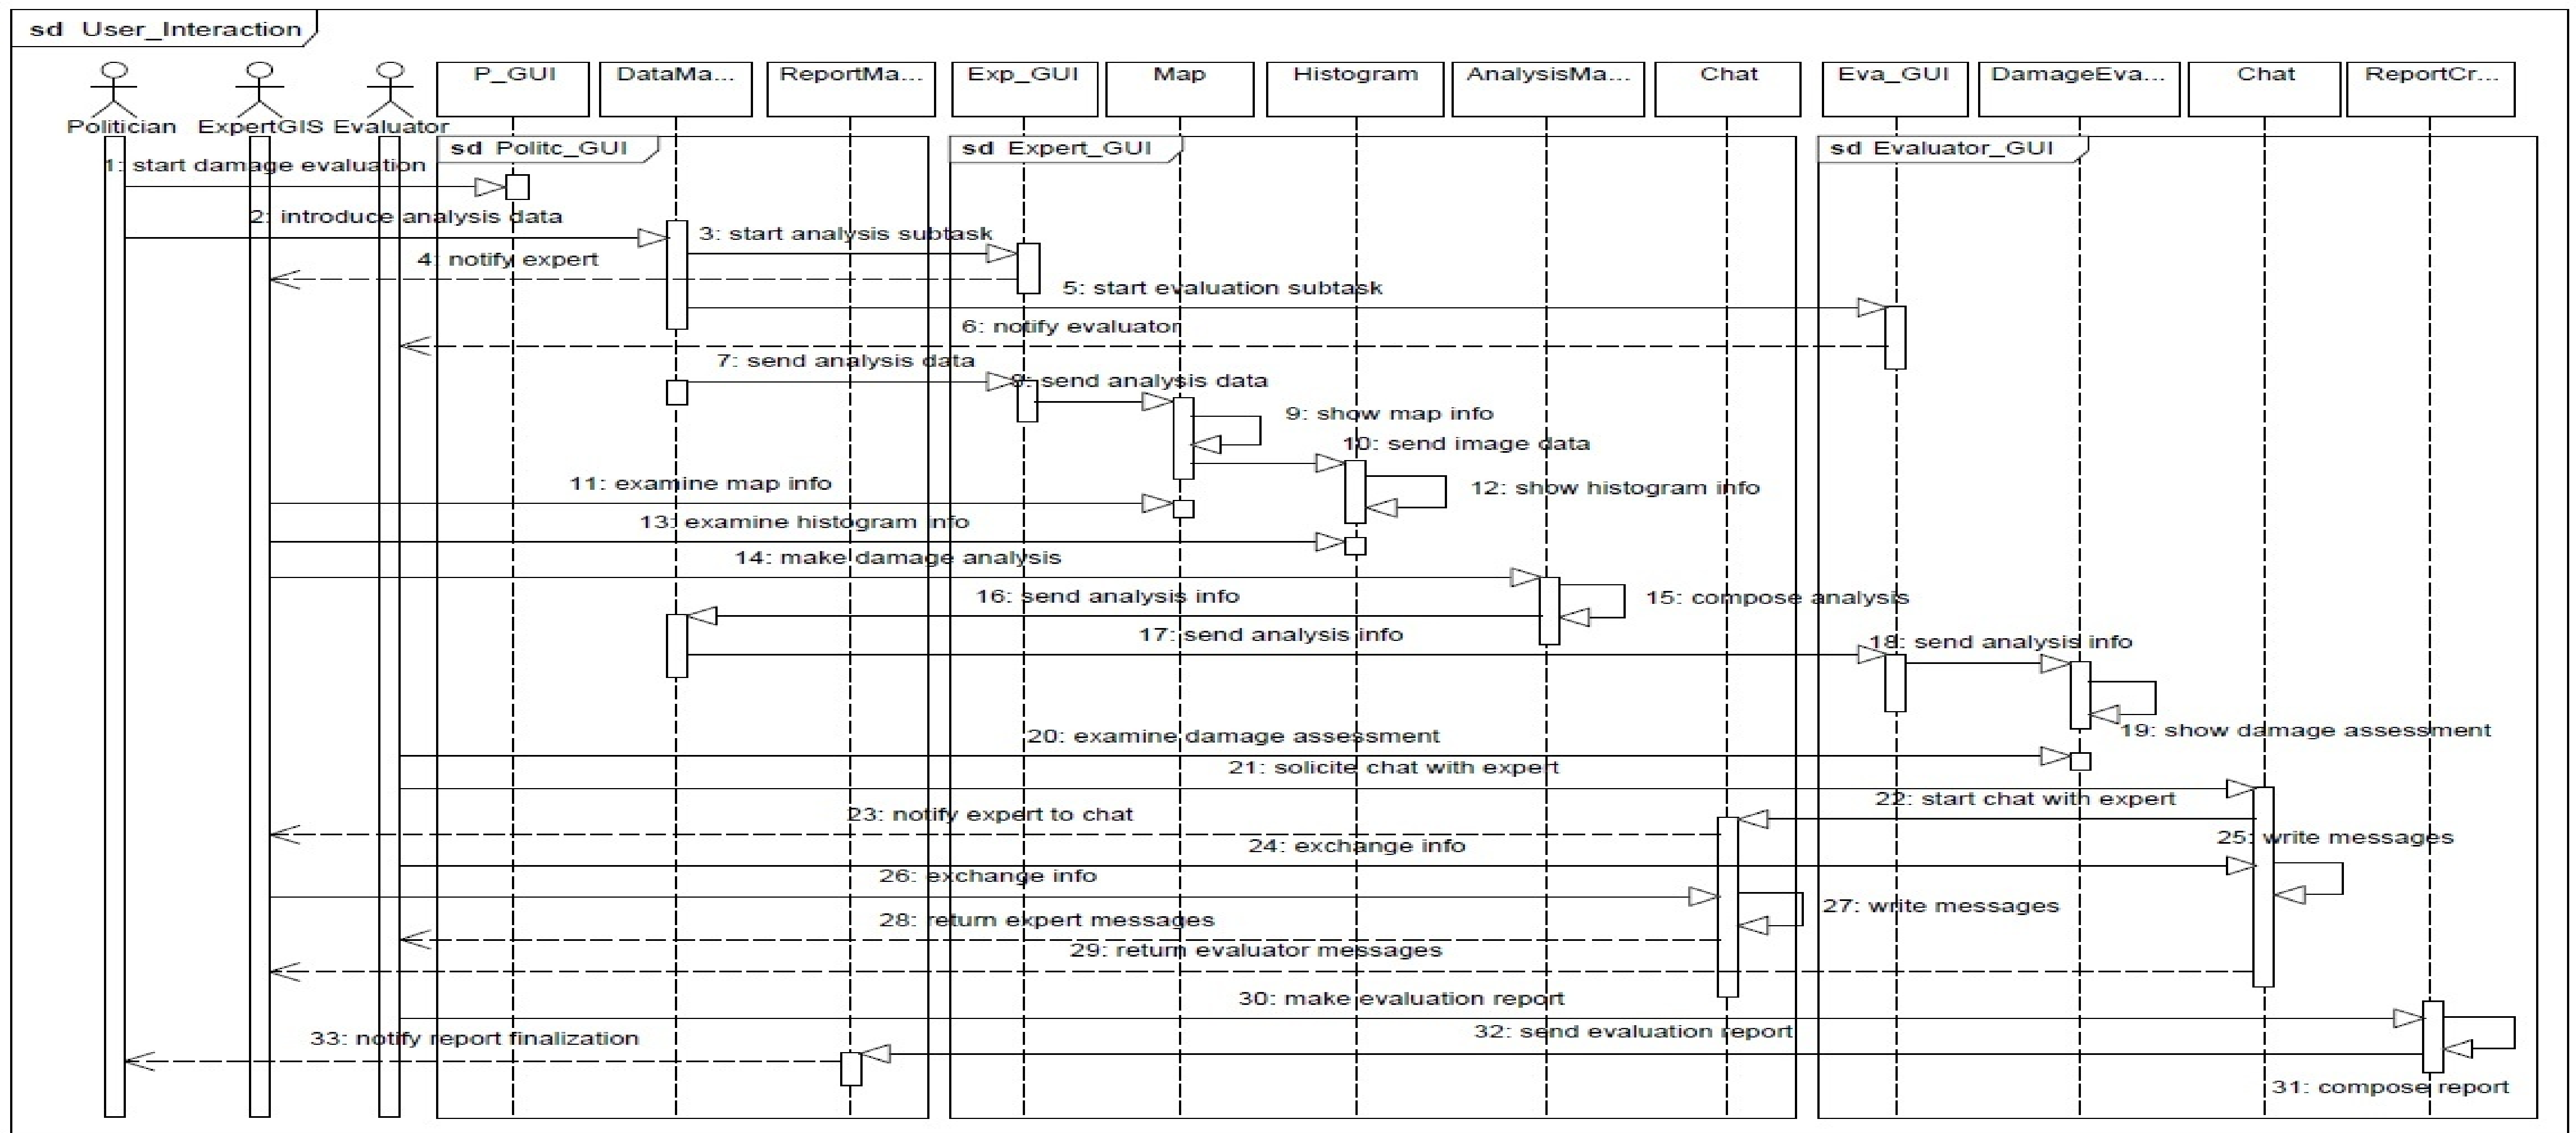 sd User_Interaction
P_GUI
DataMa...
ReportMa...
Exp_GUI
Map
Histogram
AnalysisMa...
Chat
Eva_GUI
DamageEva...
Chat
ReportCr...
Politician
ExpertGIS
Evaluator
sd Politc_GUI
sd Expert_GUI
sd Evaluator_GUI
1: start damage evaluation
2: introduce analysis data
3: start analysis subtask
4: notify expert
5: start evaluation subtask
6: notify evaluator
7: send analysis data
8: send analysis data
9: show map info
10: send image data
11: examine map info
12: show histogram info
13: examine histogram info
14: make damage analysis
16: send analysis info
15: compose analysis
17: send analysis info
18: send analysis info
19: show damage assessment
20: examine damage assessment
21: solicite chat with expert
22: start chat with expert
23: notify expert to chat
25: write messages
24: exchange info
26: exchange info
27: write messages
28: return expert messages
29: return evaluator messages
30: make evaluation report
32: send evaluation report
33: notify report finalization
31: compose report